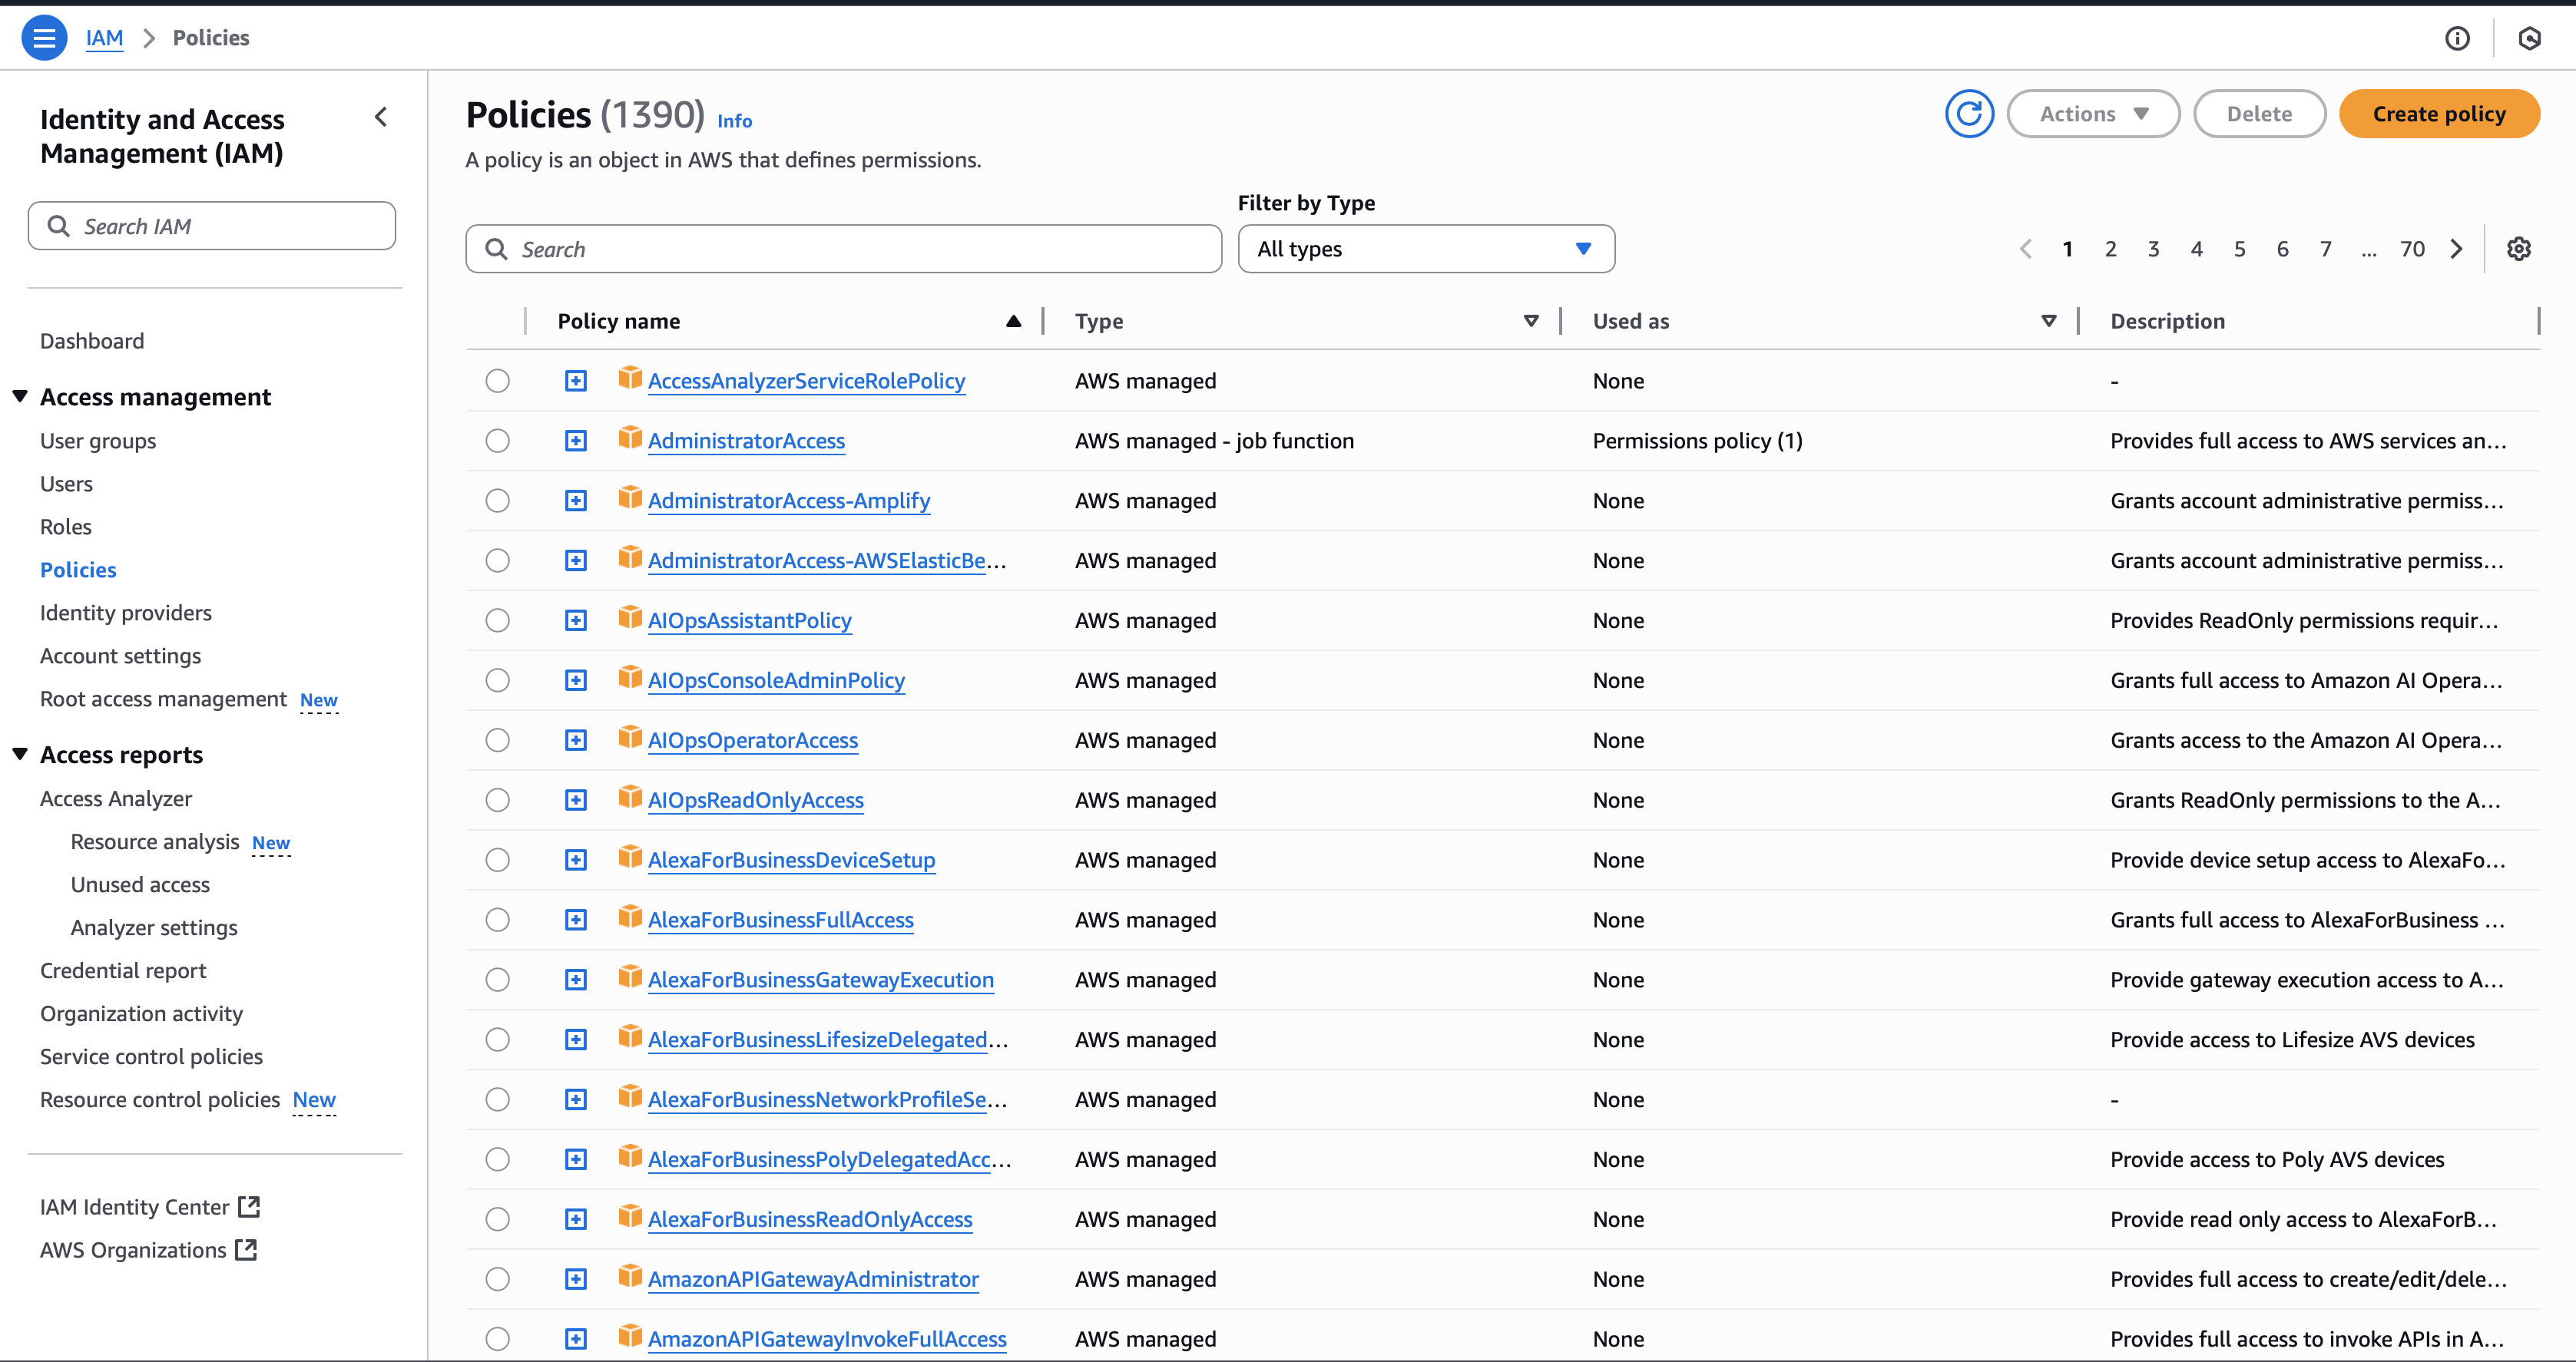 IAM > Policies
Identity and Access
Management (IAM)
Search IAM
Dashboard
Access management
User groups
Users
Roles
Policies
Identity providers
Account settings
Root access management New
Access reports
Access Analyzer
Resource analysis New
Unused access
Analyzer settings
Credential report
Organization activity
Service control policies
Resource control policies New
IAM Identity Center
AWS Organizations
Policies (1390) Info
Actions Delete Create policy
A policy is an object in AWS that defines permissions.
Filter by Type
Search All types 1 2 3 4 5 6 7 ... 70
Policy name Type Used as Description
AccessAnalyzerServiceRolePolicy AWS managed None -
AdministratorAccess AWS managed - job function Permissions policy (1) Provides full access to AWS services an...
AdministratorAccess-Amplify AWS managed None Grants account administrative permiss...
AdministratorAccess-AWSElasticBe... AWS managed None Grants account administrative permiss...
AIOpsAssistantPolicy AWS managed None Provides ReadOnly permissions requir...
AIOpsConsoleAdminPolicy AWS managed None Grants full access to Amazon AI Opera...
AIOpsOperatorAccess AWS managed None Grants access to the Amazon AI Opera...
AIOpsReadOnlyAccess AWS managed None Grants ReadOnly permissions to the A...
AlexaForBusinessDeviceSetup AWS managed None Provide device setup access to AlexaFo...
AlexaForBusinessFullAccess AWS managed None Grants full access to AlexaForBusiness ...
AlexaForBusinessGatewayExecution AWS managed None Provide gateway execution access to A...
AlexaForBusinessLifesizeDelegated... AWS managed None Provide access to Lifesize AVS devices
AlexaForBusinessNetworkProfileSe... AWS managed None -
AlexaForBusinessPolyDelegatedAcc... AWS managed None Provide access to Poly AVS devices
AlexaForBusinessReadOnlyAccess AWS managed None Provide read only access to AlexaForB...
AmazonAPIGatewayAdministrator AWS managed None Provides full access to create/edit/dele...
AmazonAPIGatewayInvokeFullAccess AWS managed None Provides full access to invoke APIs in A...